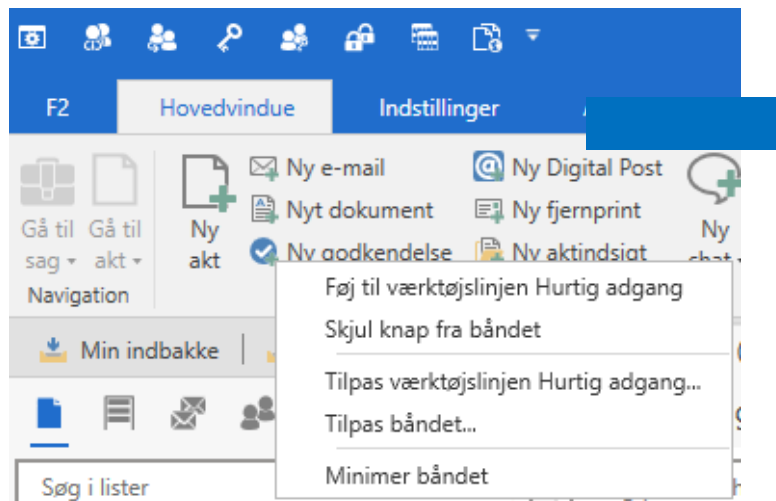 F2 Hovedvindue Indstillinger
Ny e-mail Ny Digital Post
Nyt dokument Ny fjernprint
Ny godkendelse Ny aktindsigt
Gå til sag
Gå til akt
Ny akt
Ny chat
Navigation
Føj til værktøjslinjen Hurtig adgang
Skjul knap fra båndet
Tilpas værktøjslinjen Hurtig adgang...
Tilpas båndet...
Minimer båndet
Min indbakke
Søg i lister